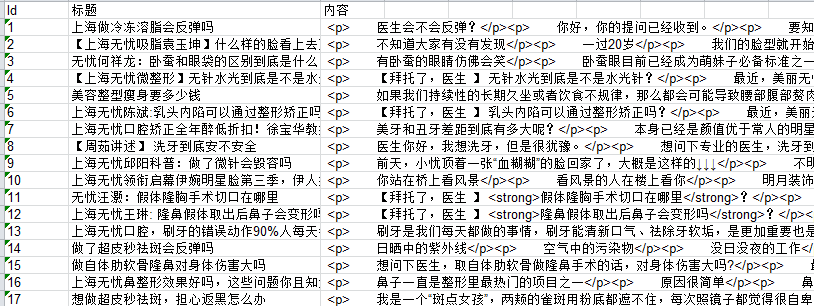 Id 标题 内容
1 上海做冷冻溶脂会反弹吗 <p> 医生会不会反弹？</p><p> 你好，你的提问已经收到。</p><p> 要知
2 【上海无忧吸脂袁玉坤】什么样的脸看上去 <p> 不知道大家有没有发现</p><p> 一过20岁</p><p> 我们的脸型就开始
3 无忧何祥龙：卧蚕和眼袋的区别到底是什么 <p> 有卧蚕的眼睛仿佛会笑</p><p> 卧蚕眼目前已经成为萌妹子必备标准之一
4 【上海无忧微整形】无针水光到底是不是水光 <p> 【拜托了，医生 】无针水光到底是不是水光针？</p><p> 最近，美丽无忧
5 美容整型瘦身要多少钱 <p> 如果我们持续性的长期久坐或者饮食不规律，那么都会可能导致腰部腹部赘肉
6 上海无忧陈斌:乳头内陷可以通过整形矫正吗 <p> 【拜托了，医生 】乳头内陷可以通过整形矫正吗？</p><p> 最近，美丽
7 上海无忧口腔矫正全年醉低折扣！徐宝华教 <p> 美牙和丑牙差距到底有多大呢？</p><p> 本身已经是颜值优于常人的明星
8 【周茹讲述】洗牙到底安不安全 <p> 医生你好，我想洗牙，但是很犹豫。</p><p> 想问下专业的医生，洗牙到
9 上海无忧邱阳科普：做了微针会毁容吗 <p> 前天，小忧顶着一张“血糊糊”的脸回家了，大概是这样的↓↓↓</p><p> 不明
10 上海无忧领衔启幕伊婉明星脸第三季，伊人 <p> 你站在桥上看风景</p><p> 看风景的人在楼上看你</p><p> 明月装饰
11 无忧汪灏：假体隆胸手术切口在哪里 <p> 【拜托了，医生 】<strong>假体隆胸手术切口在哪里</strong>？</p><p>
12 上海无忧王琳: 隆鼻假体取出后鼻子会变形吗 <p> 【拜托了，医生 】<strong>隆鼻假体取出后鼻子会变形吗</strong>？</p><p>
13 上海无忧口腔，刷牙的错误动作90%人每天 <p> 刷牙是我们每天都做的事情，刷牙能清新口气、祛除牙软垢，是更加重要也是
14 做了超皮秒祛斑会反弹吗 <p> 日晒中的紫外线</p><p> 空气中的污染物</p><p> 没日没夜的工作</
15 做自体肋软骨隆鼻对身体伤害大吗 <p> 想问下医生，取自体肋软骨做隆鼻手术的话，对身体伤害大吗?</p><p>
16 上海无忧鼻整形效果好吗，这些问题你且知 <p> 鼻子一直是整形里最热门的项目之一</p><p> 原因很简单</p><p> 鼻
17 想做超皮秒祛斑，担心返黑怎么办 <p> 我是一个“斑点女孩”，两颊的雀斑用粉底都遮不住，每次照镜子都觉得很自卑